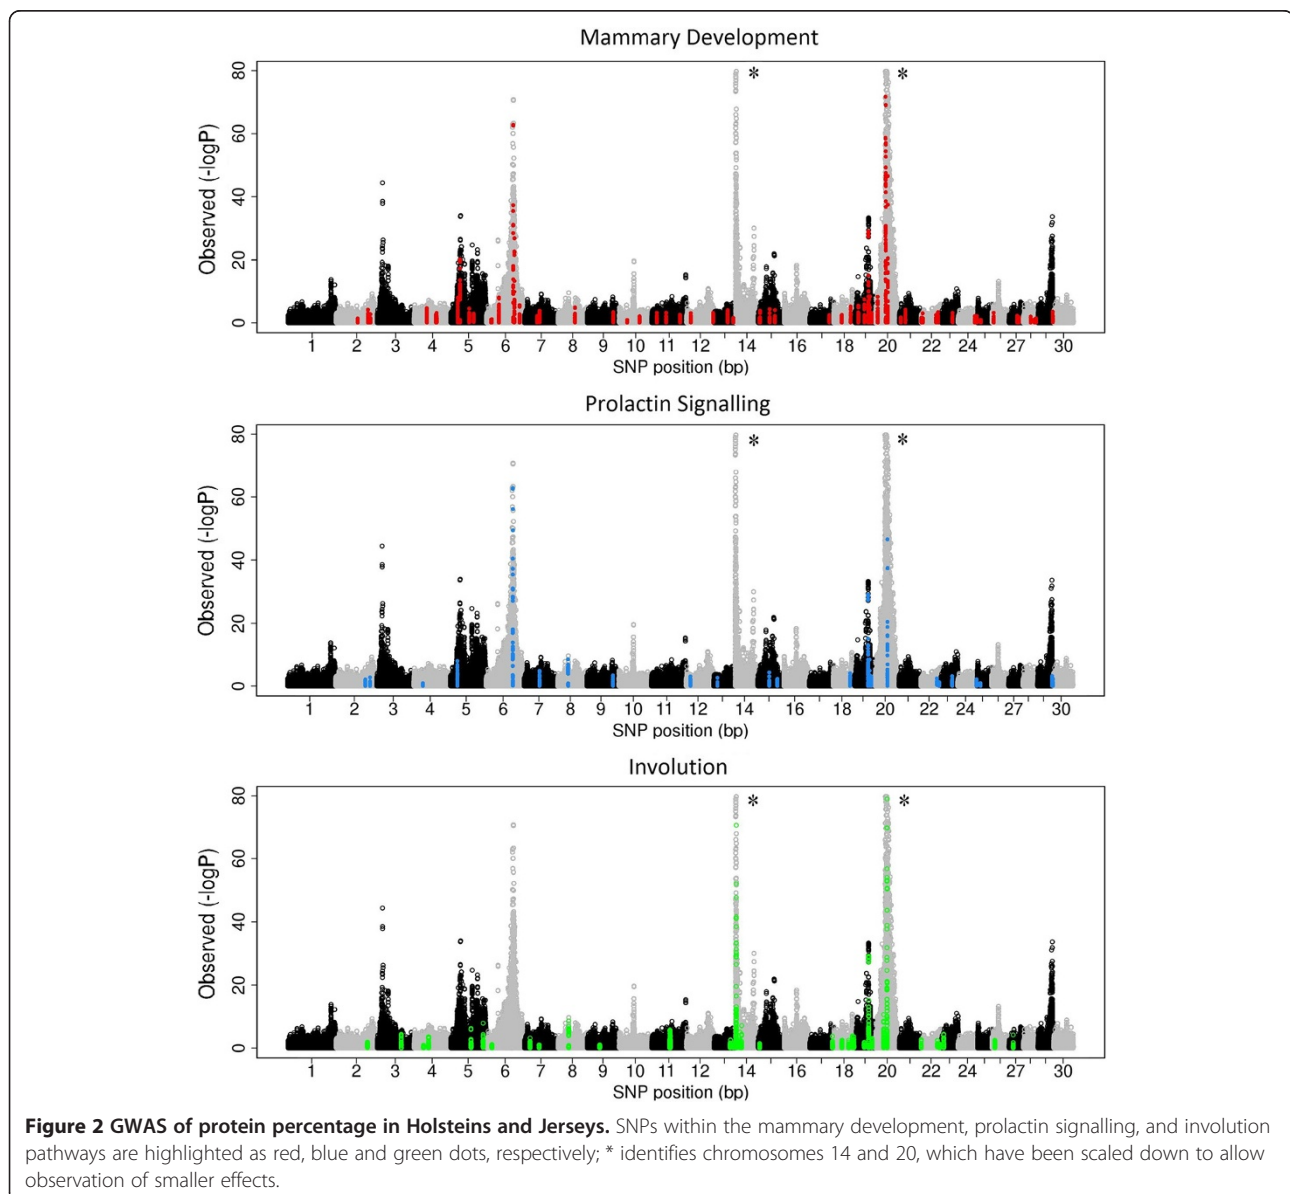 Mammary Development
* *
80
60
40
20
0
Observed (-logP)
1 2 3 4 5 6 7 8 9 10 11 12 14 16 18 20 22 24 27 30
SNP position (bp)
Prolactin Signalling
* *
80
60
40
20
0
Observed (-logP)
1 2 3 4 5 6 7 8 9 10 11 12 14 16 18 20 22 24 27 30
SNP position (bp)
Involution
* *
80
60
40
20
0
Observed (-logP)
1 2 3 4 5 6 7 8 9 10 11 12 14 16 18 20 22 24 27 30
SNP position (bp)
Figure 2 GWAS of protein percentage in Holsteins and Jerseys. SNPs within the mammary development, prolactin signalling, and involution
pathways are highlighted as red, blue and green dots, respectively; * identifies chromosomes 14 and 20, which have been scaled down to allow
observation of smaller effects.